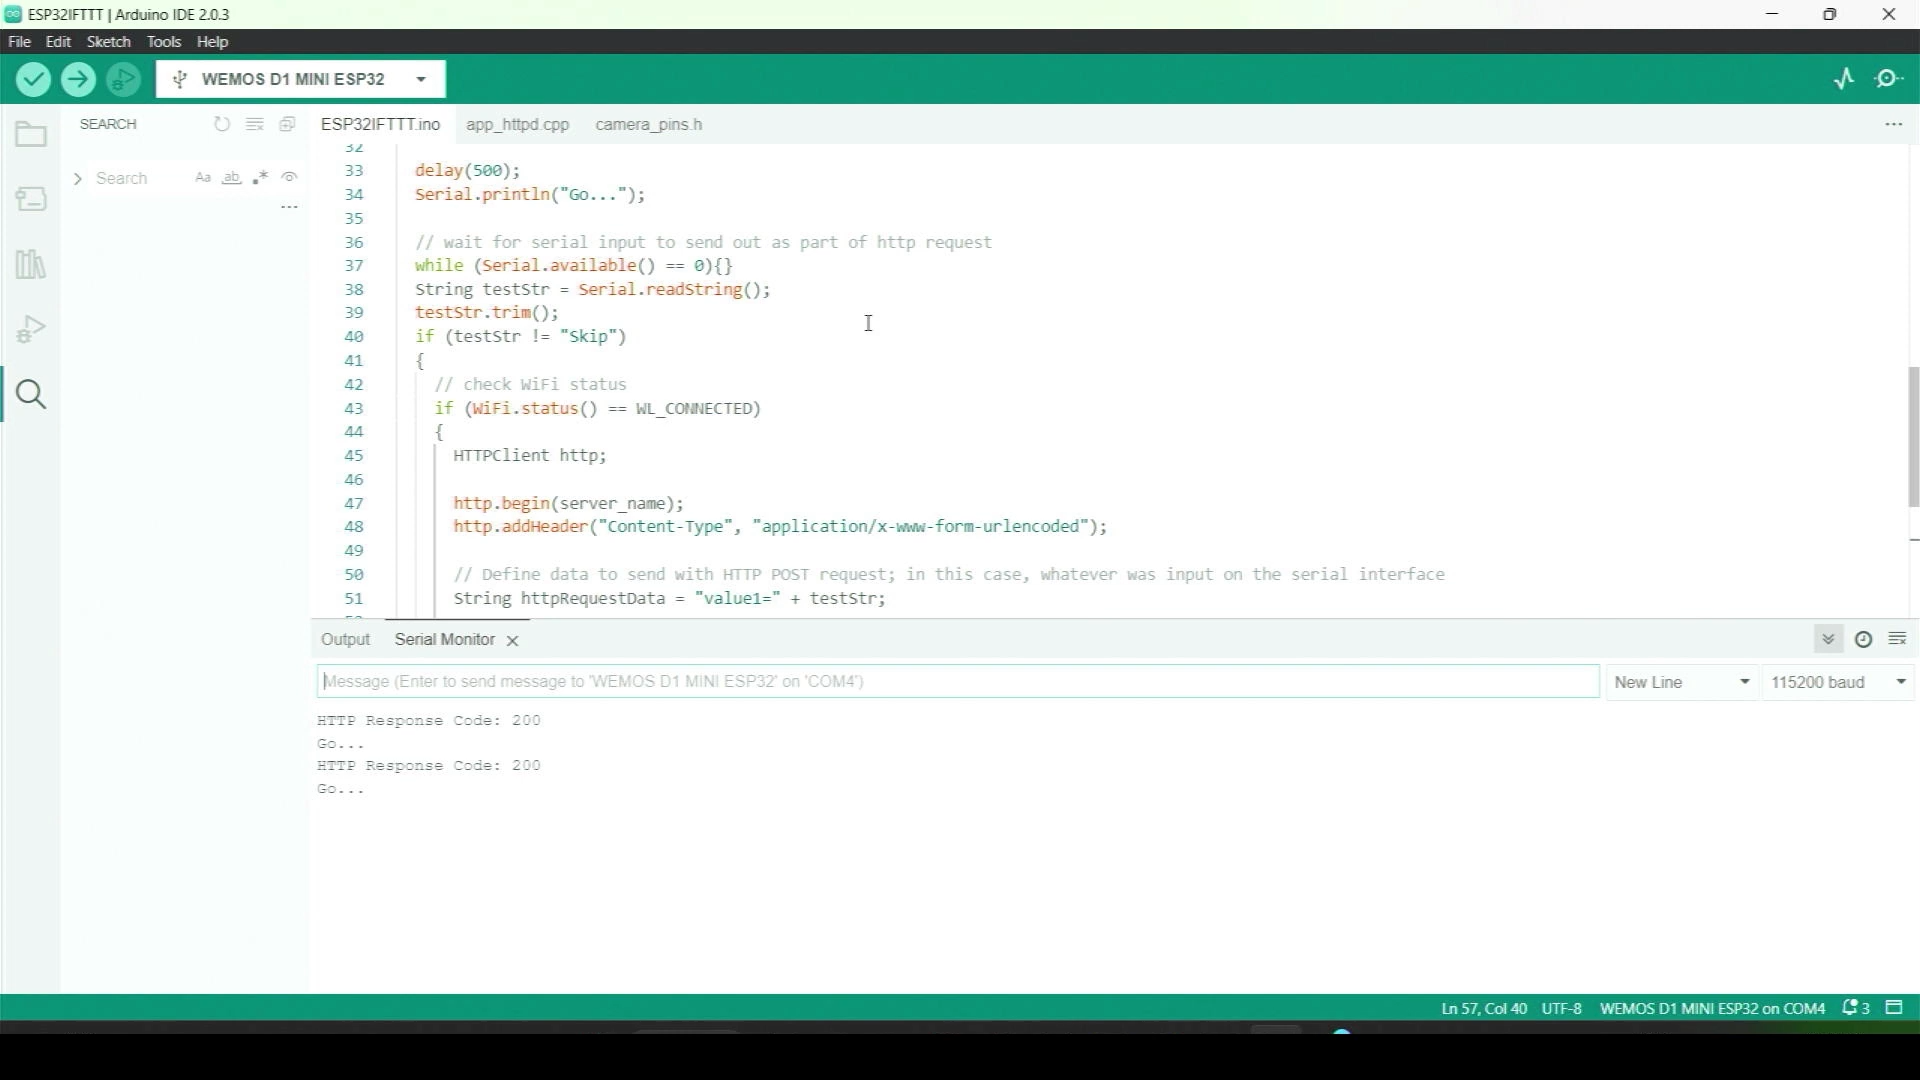 ESP32IFTTT | Arduino IDE 2.0.3
File Edit Sketch Tools Help
WEMOS D1 MINI ESP32
SEARCH
ESP32IFTTT.ino app_httpd.cpp camera_pins.h
Search Aa ab
32
33 delay(500);
34 Serial.println("Go...");
35
36 // wait for serial input to send out as part of http request
37 while (Serial.available() == 0){}
38 String testStr = Serial.readString();
39 testStr.trim();
40 if (testStr != "Skip")
41 {
42 // check WiFi status
43 if (WiFi.status() == WL_CONNECTED)
44 {
45 HTTPClient http;
46
47 http.begin(server_name);
48 http.addHeader("Content-Type", "application/x-www-form-urlencoded");
49
50 // Define data to send with HTTP POST request; in this case, whatever was input on the serial interface
51 String httpRequestData = "value1=" + testStr;
Output Serial Monitor
Message (Enter to send message to 'WEMOS D1 MINI ESP32' on 'COM4') New Line 115200 baud
HTTP Response Code: 200
Go...
HTTP Response Code: 200
Go...
Ln 57, Col 40 UTF-8 WEMOS D1 MINI ESP32 on COM4 3